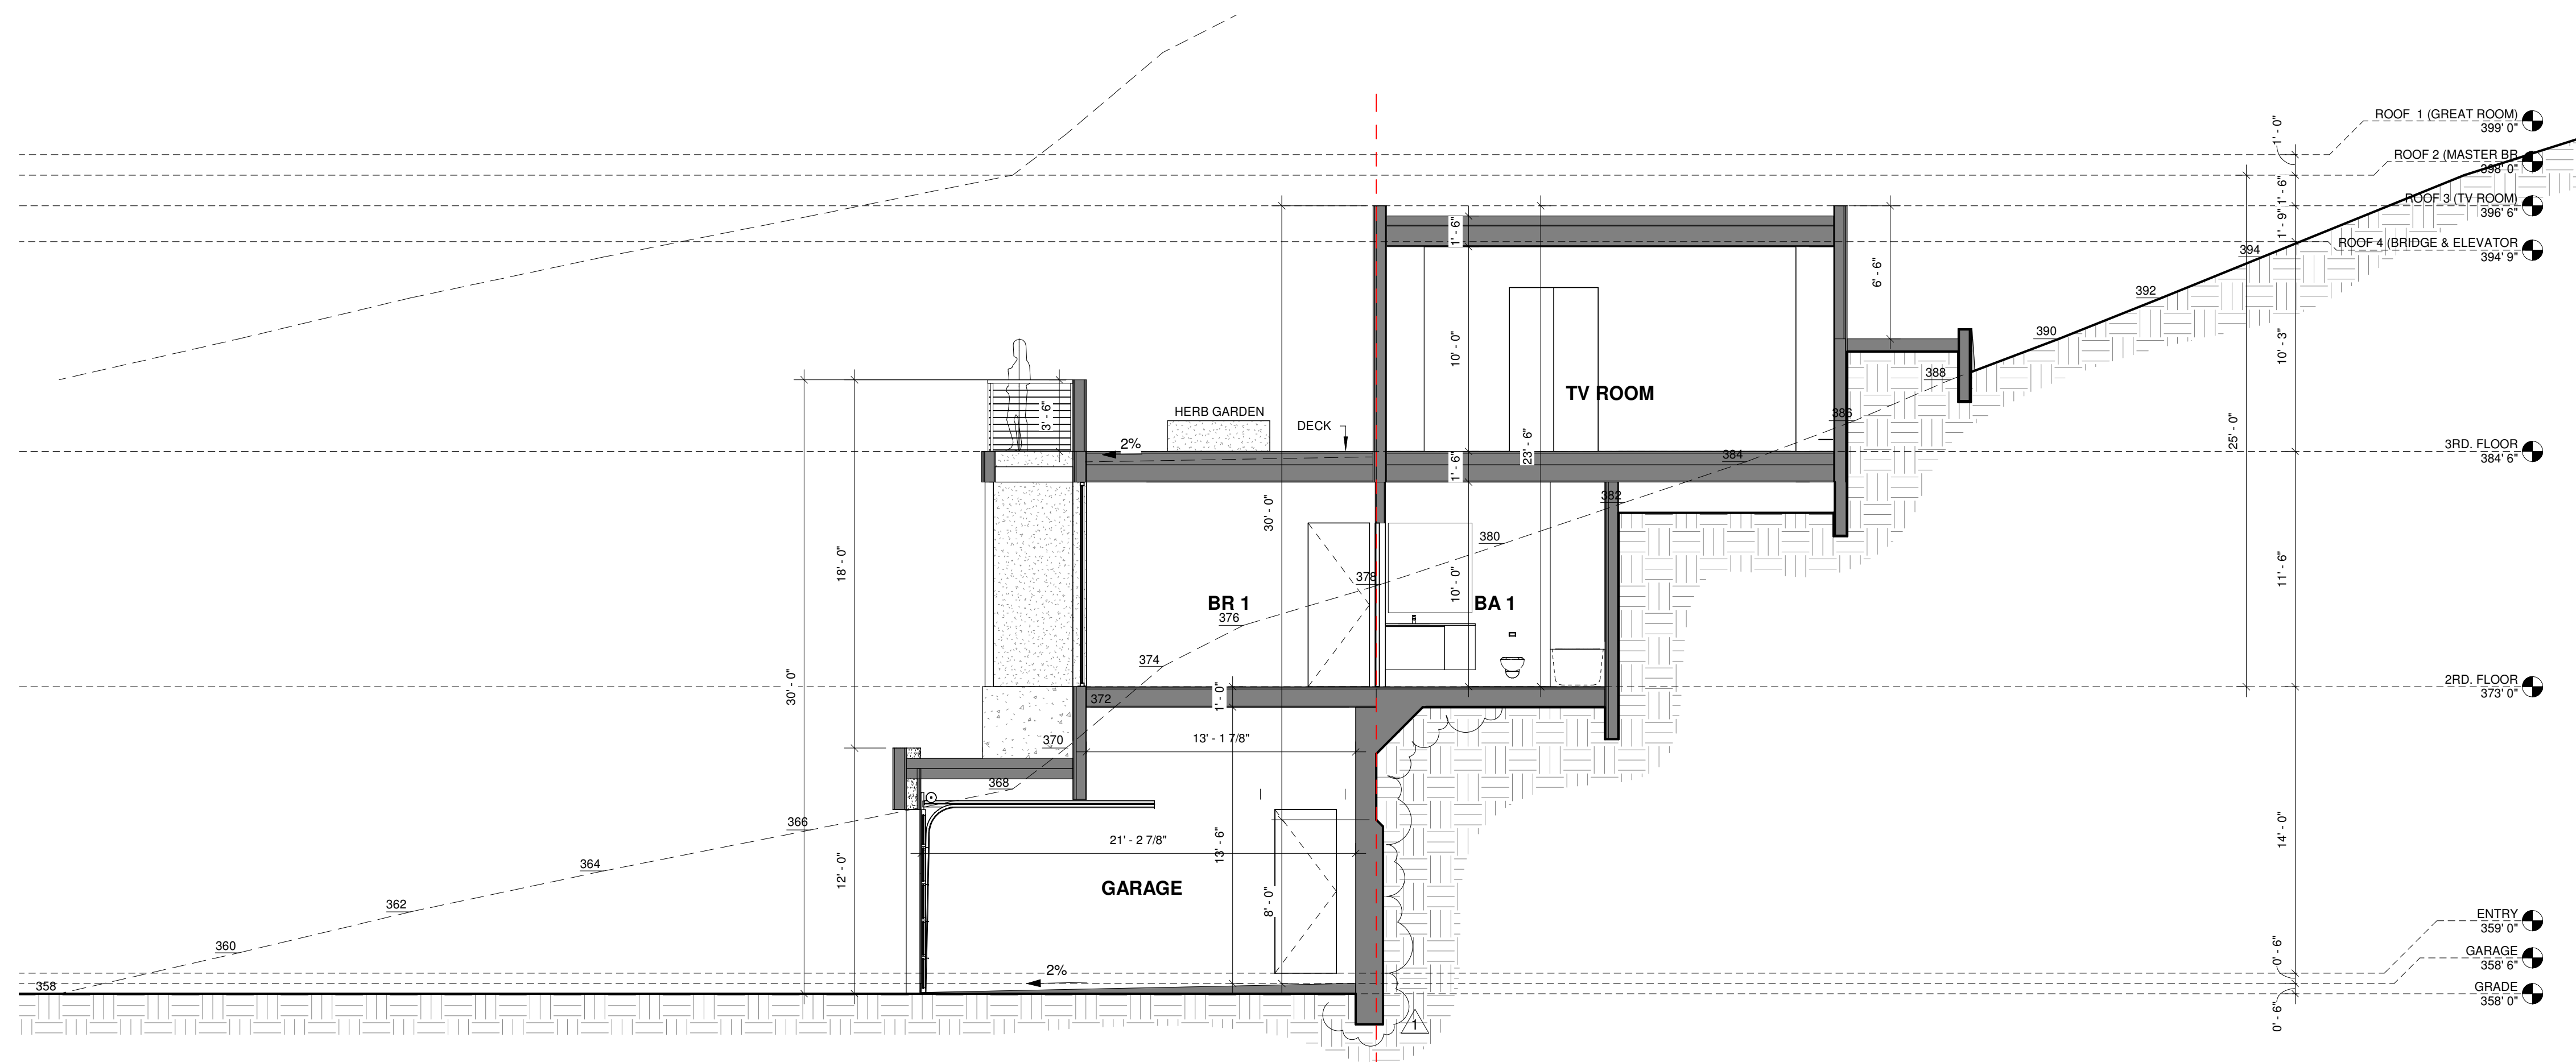 ROOF 1 (GREAT ROOM)
399' 0"
1' - 0"
ROOF 2 (MASTER BR
398' 0"
1' - 6"
ROOF 3 (TV ROOM)
396' 6"
1' - 9"
ROOF 4 (BRIDGE & ELEVATOR
394' 9"
1' - 6"
394
6' - 6"
392
390
10' - 0"
10' - 3"
388
TV ROOM
386
3' - 6"
HERB GARDEN
DECK
2%
23' - 6"
25' - 0"
3RD. FLOOR
384' 6"
384
1' - 6"
382
30' - 0"
380
18' - 0"
378
10' - 0"
11' - 6"
BR 1
BA 1
376
374
2RD. FLOOR
373' 0"
30' - 0"
372
1' - 0"
370
13' - 1 7/8"
368
366
21' - 2 7/8"
13' - 6"
14' - 0"
364
12' - 0"
GARAGE
8' - 0"
362
ENTRY
359' 0"
360
0' - 6"
GARAGE
358' 6"
2%
358
GRADE
358' 0"
0' - 6"
1